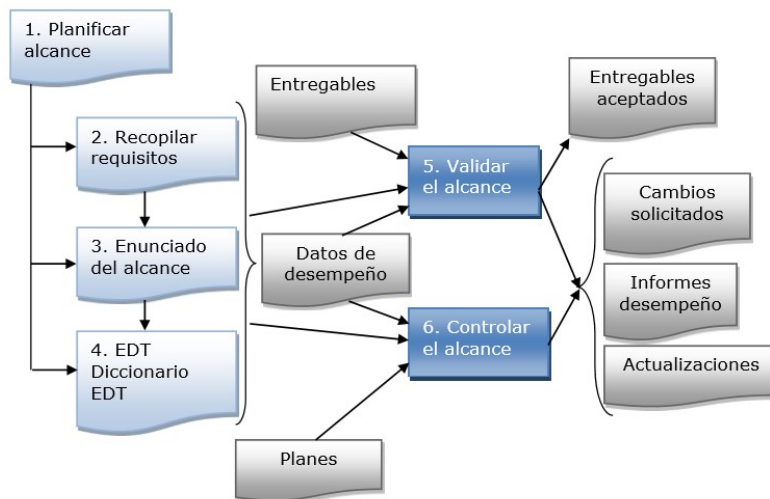 1. Planificar
alcance
2. Recopilar
requisitos
3. Enunciado
del alcance
4. EDT
Diccionario
EDT
Entregables
Datos de
desempeño
Planes
5. Validar
el alcance
6. Controlar
el alcance
Entregables
aceptados
Cambios
solicitados
Informes
desempeño
Actualizaciones